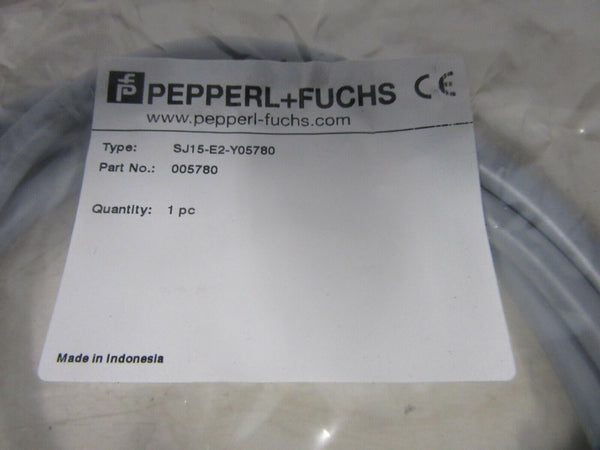 PEPPERL+FUCHS CE
www.pepperl-fuchs.com
Type: SJ15-E2-Y05780
Part No.: 005780
Quantity: 1 pc
Made in Indonesia